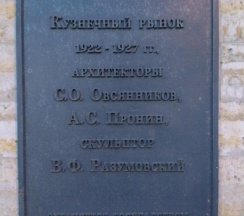 Кузнечный рынок
1922 - 1927 гг.,
архитекторы
С.О. Овсянников,
А.С. Пронин,
скульптор
В.Ф. Разумовский